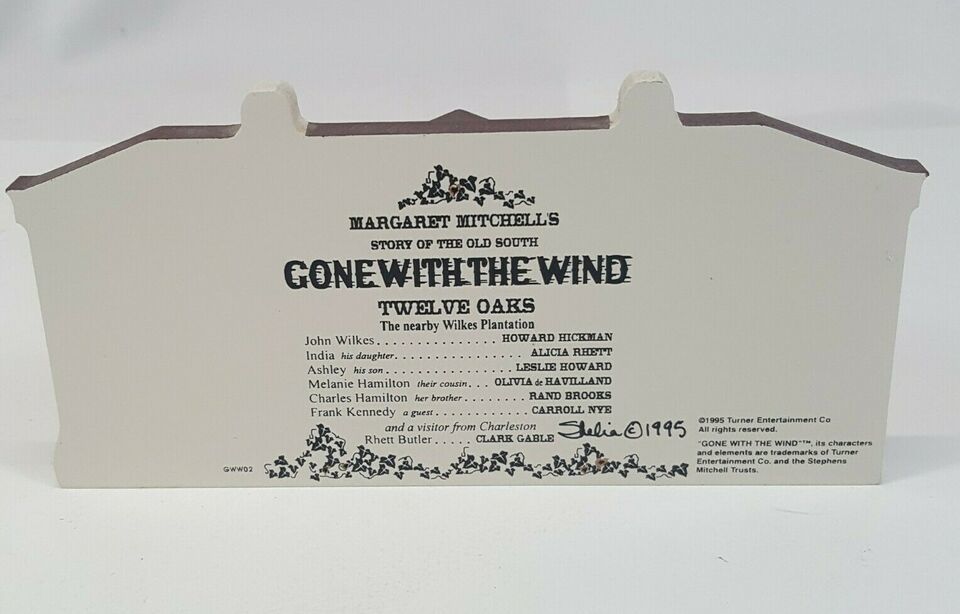 MARGARET MITCHELL'S
STORY OF THE OLD SOUTH
GONE WITH THE WIND
TWELVE OAKS
The nearby Wilkes Plantation
John Wilkes . . . . . . . . . . . . . . . HOWARD HICKMAN
India his daughter . . . . . . . . . . . . . . . . ALICIA RHETT
Ashley his son . . . . . . . . . . . . . . . . . LESLIE HOWARD
Melanie Hamilton their cousin . . . OLIVIA de HAVILLAND
Charles Hamilton her brother . . . . . . . . RAND BROOKS
Frank Kennedy a guest . . . . . . . . . . . . CARROLL NYE
and a visitor from Charleston
Rhett Butler . . . . . CLARK GABLE
Shelia © 1995
GWW02
©1995 Turner Entertainment Co
All rights reserved.
"GONE WITH THE WIND"™, its characters
and elements are trademarks of Turner
Entertainment Co. and the Stephens
Mitchell Trusts.